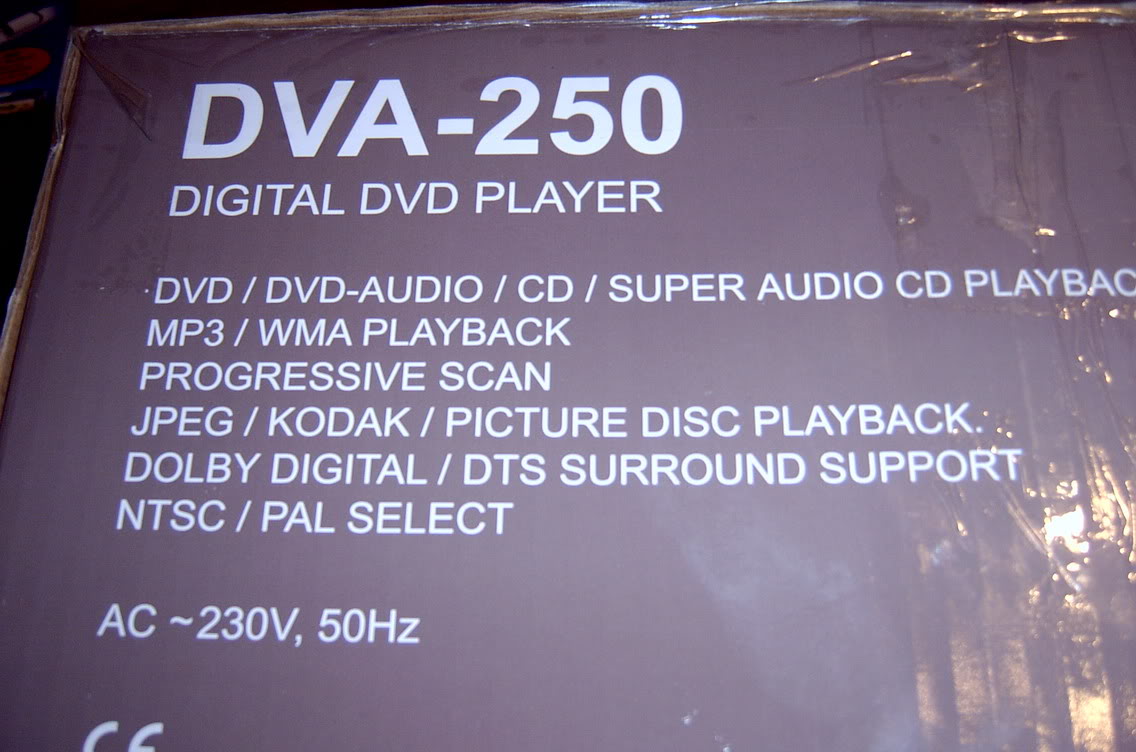 DVA-250
DIGITAL DVD PLAYER
DVD / DVD-AUDIO / CD / SUPER AUDIO CD PLAYBAC
MP3 / WMA PLAYBACK
PROGRESSIVE SCAN
JPEG / KODAK / PICTURE DISC PLAYBACK.
DOLBY DIGITAL / DTS SURROUND SUPPORT
NTSC / PAL SELECT
AC ~230V, 50Hz
CE